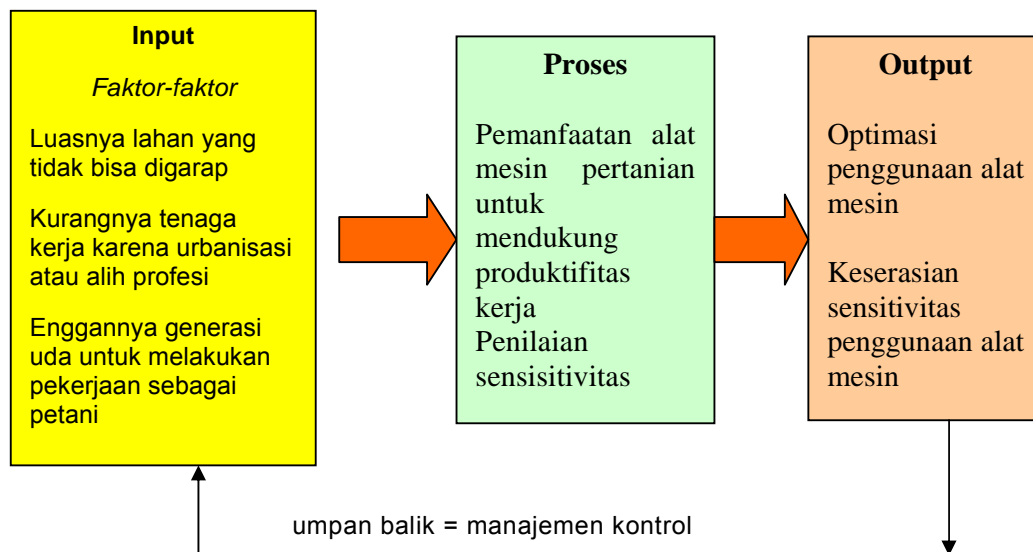 Input
Faktor-faktor
Luasnya lahan yang
tidak bisa digarap
Kurangnya tenaga
kerja karena urbanisasi
atau alih profesi
Enggannya generasi
uda untuk melakukan
pekerjaan sebagai
petani
Proses
Pemanfaatan alat
mesin pertanian
untuk
mendukung
produktifitas
kerja
Penilaian
sensisitivitas
Output
Optimasi
penggunaan alat
mesin
Keserasian
sensitivitas
penggunaan alat
mesin
umpan balik = manajemen kontrol